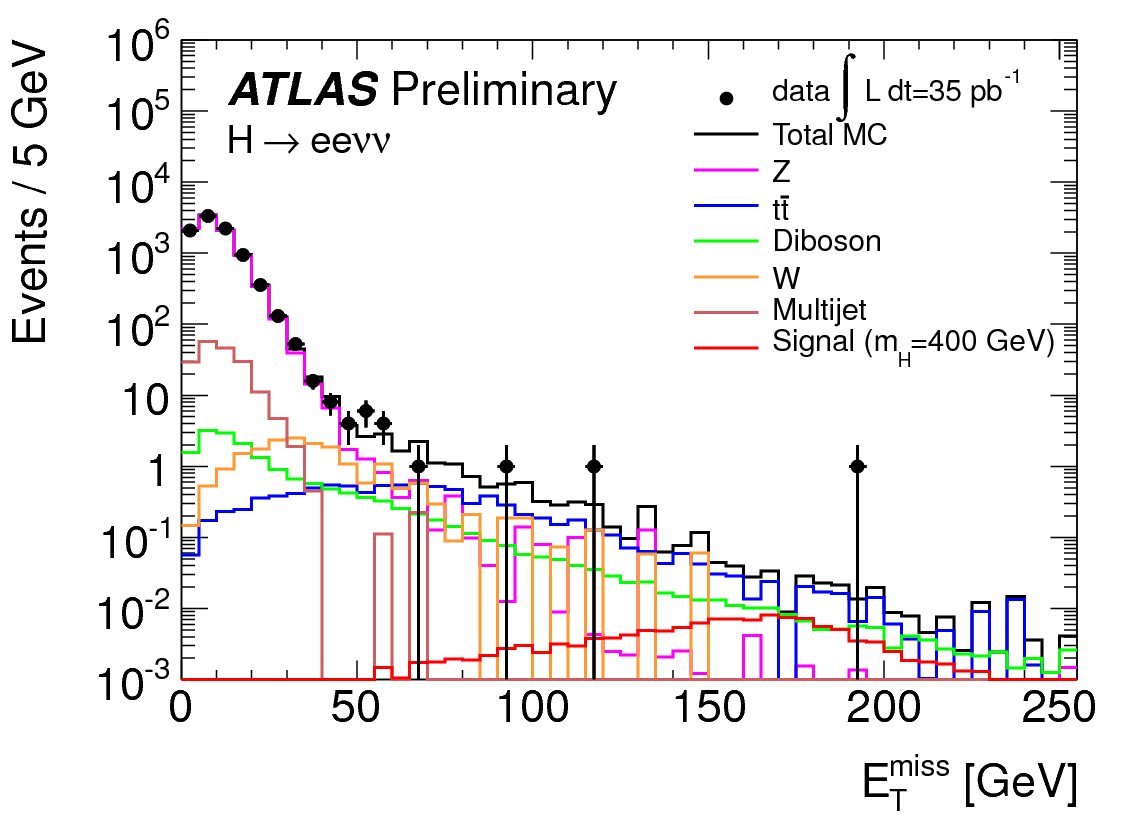 Events / 5 GeV
10⁶
10⁵
10⁴
10³
10²
10
1
10⁻¹
10⁻²
10⁻³
ATLAS Preliminary
H → eeνν
data ∫ L dt=35 pb⁻¹
Total MC
Z
tt̄
Diboson
W
Multijet
Signal (m_H=400 GeV)
0 50 100 150 200 250
E_T^miss [GeV]